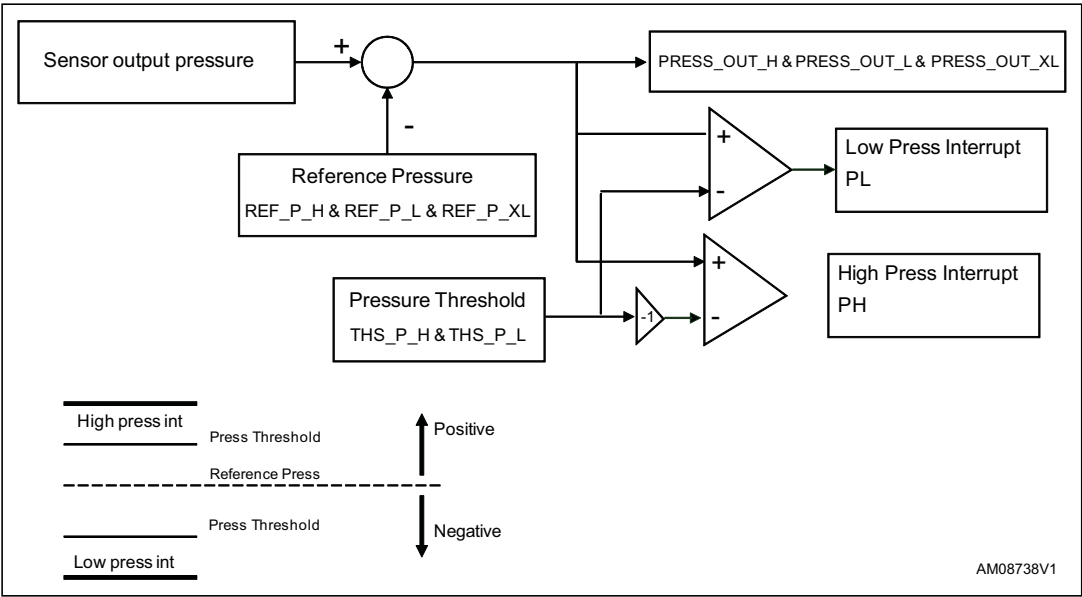 Sensor output pressure
+
-
PRESS_OUT_H & PRESS_OUT_L & PRESS_OUT_XL
Reference Pressure
REF_P_H & REF_P_L & REF_P_XL
+
-
Low Press Interrupt
PL
Pressure Threshold
THS_P_H & THS_P_L
-1
+
-
High Press Interrupt
PH
High press int
Press Threshold
Reference Press
Press Threshold
Low press int
Positive
Negative
AM08738V1